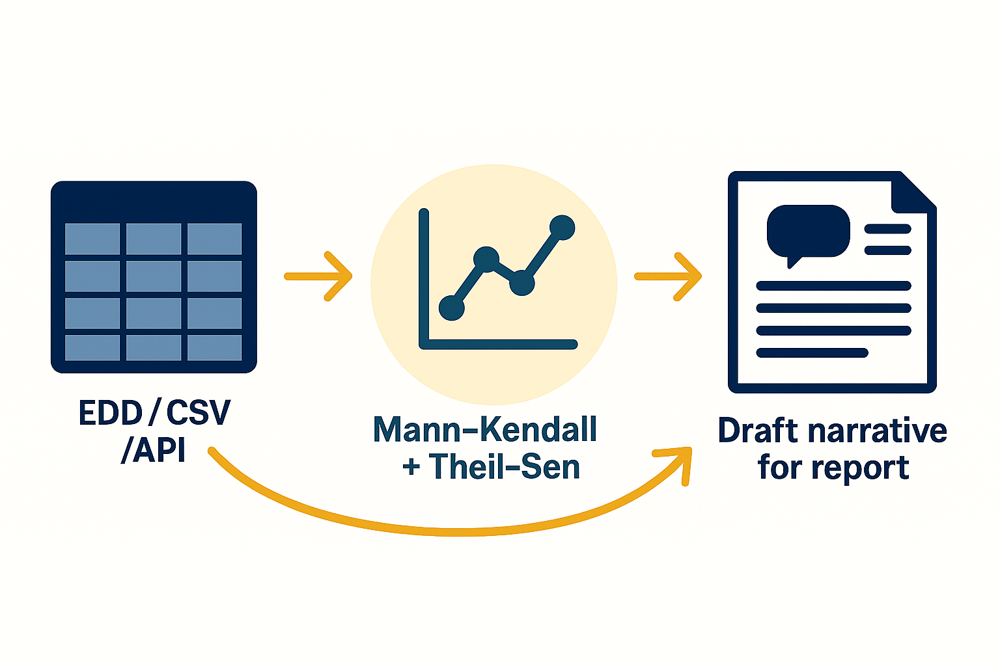 EDD / CSV
/API
Mann–Kendall
+ Theil–Sen
Draft narrative
for report